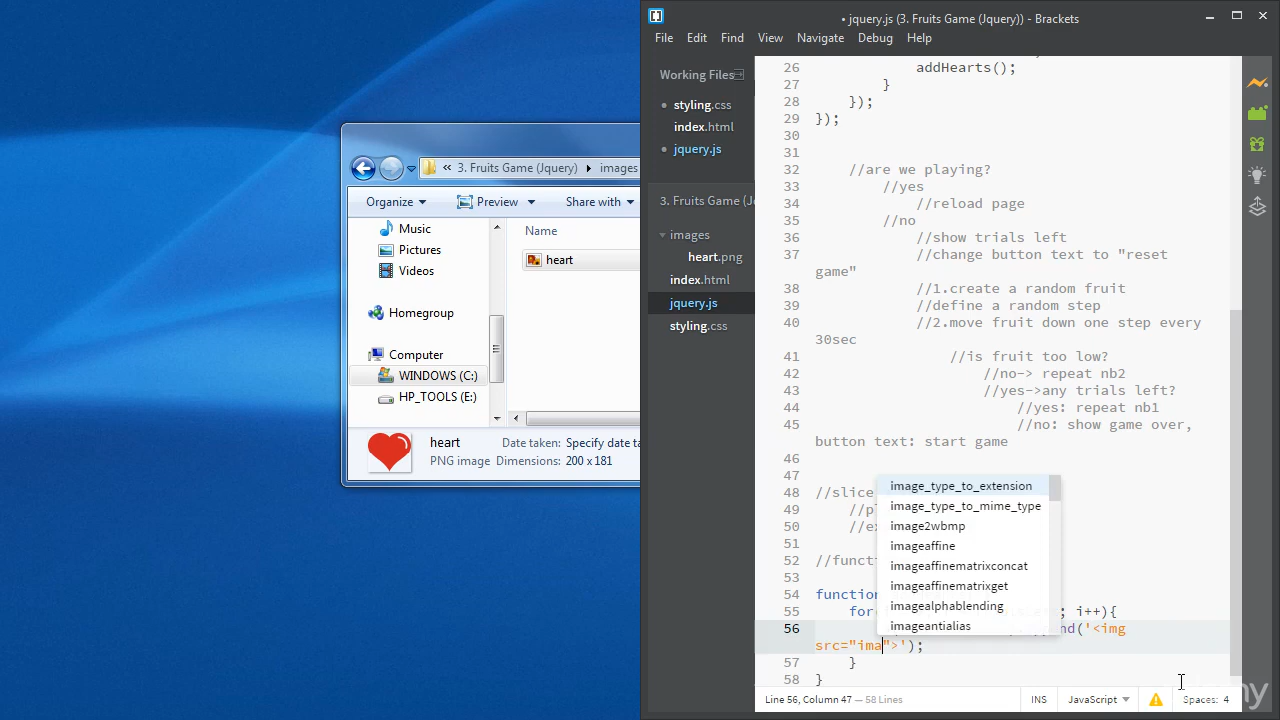 • jquery.js (3. Fruits Game (Jquery)) - Brackets
File Edit Find View Navigate Debug Help
Working Files
styling.css
index.html
jquery.js
3. Fruits Game (Jq
images
heart.png
index.html
jquery.js
styling.css
« 3. Fruits Game (Jquery) images
Organize Preview Share with
Music
Pictures
Videos
Homegroup
Computer
WINDOWS (C:)
HP_TOOLS (E:)
Name
heart
heart Date taken: Specify date ta
PNG image Dimensions: 200 x 181
26 addHearts();
27 }
28 });
29 });
30
31
32 //are we playing?
33 //yes
34 //reload page
35 //no
36 //show trials left
37 //change button text to "reset
game"
38 //1.create a random fruit
39 //define a random step
40 //2.move fruit down one step every
30sec
41 //is fruit too low?
42 //no-> repeat nb2
43 //yes->any trials left?
44 //yes: repeat nb1
45 //no: show game over,
button text: start game
46
47
48 //slice
49 //p
50 //ex
51
52 //functi
53
54 function
55 for ; i++){
56 nd('<img
src="ima">');
57 }
58 }
image_type_to_extension
image_type_to_mime_type
image2wbmp
imageaffine
imageaffinematrixconcat
imageaffinematrixget
imagealphablending
imageantialias
Line 56, Column 47 — 58 Lines INS JavaScript Spaces: 4